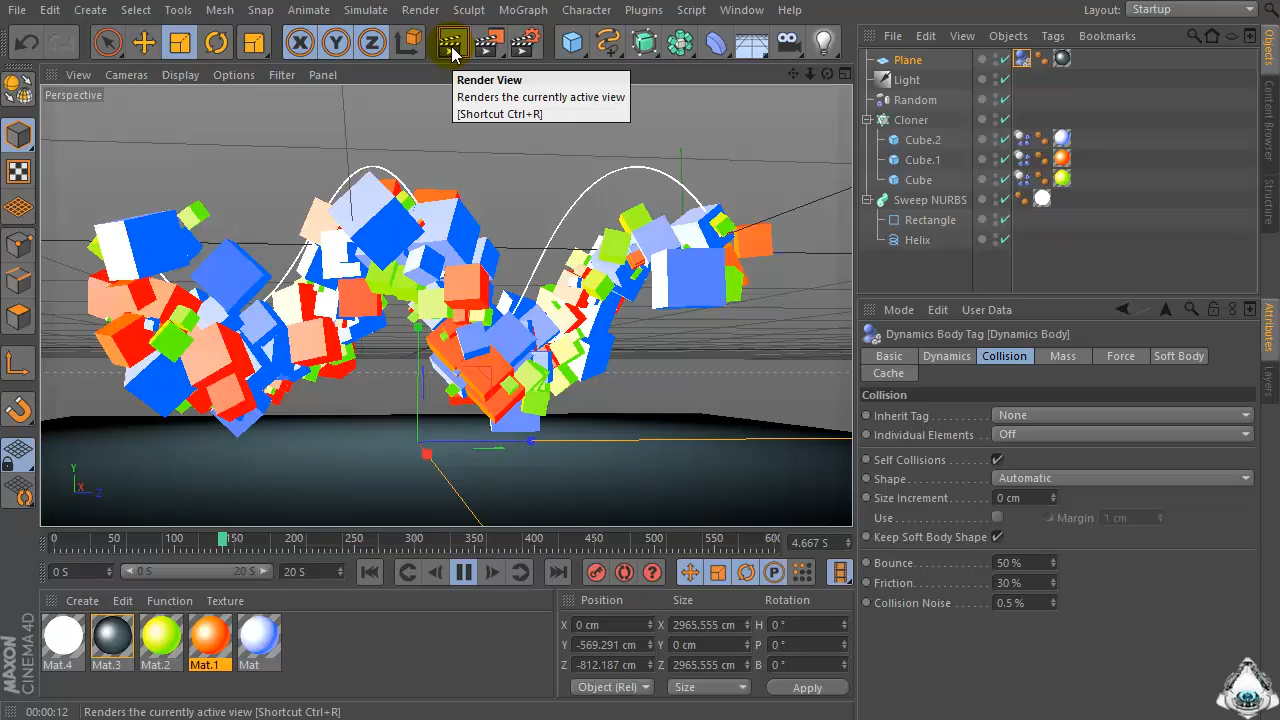 File Edit Create Select Tools Mesh Snap Animate Simulate Render Sculpt MoGraph Character Plugins Script Window Help
Layout: Startup
X Y Z
File Edit View Objects Tags Bookmarks
View Cameras Display Options Filter Panel
Perspective
Render View
Renders the currently active view
[Shortcut Ctrl+R]
Plane
Light
Random
Cloner
Cube.2
Cube.1
Cube
Sweep NURBS
Rectangle
Helix
Objects
Content Browser
Structure
Mode Edit User Data
Dynamics Body Tag [Dynamics Body]
Basic Dynamics Collision Mass Force Soft Body
Cache
Attributes
Layers
Collision
Inherit Tag None
Individual Elements Off
Self Collisions
Shape Automatic
Size Increment 0 cm
Use Margin 1 cm
Keep Soft Body Shape
Bounce 50 %
Friction 30 %
Collision Noise 0.5 %
Y
X Z
0 50 100 150 200 250 300 350 400 450 500 550 60
4.667 S
0 S 0 S 20 S 20 S
P
Create Edit Function Texture
Mat.4 Mat.3 Mat.2 Mat.1 Mat
Position Size Rotation
X 0 cm X 2965.555 cm H 0 °
Y -569.291 cm Y 0 cm P 0 °
Z -812.187 cm Z 2965.555 cm B 0 °
Object (Rel) Size Apply
MAXON
CINEMA4D
00:00:12 Renders the currently active view [Shortcut Ctrl+R]